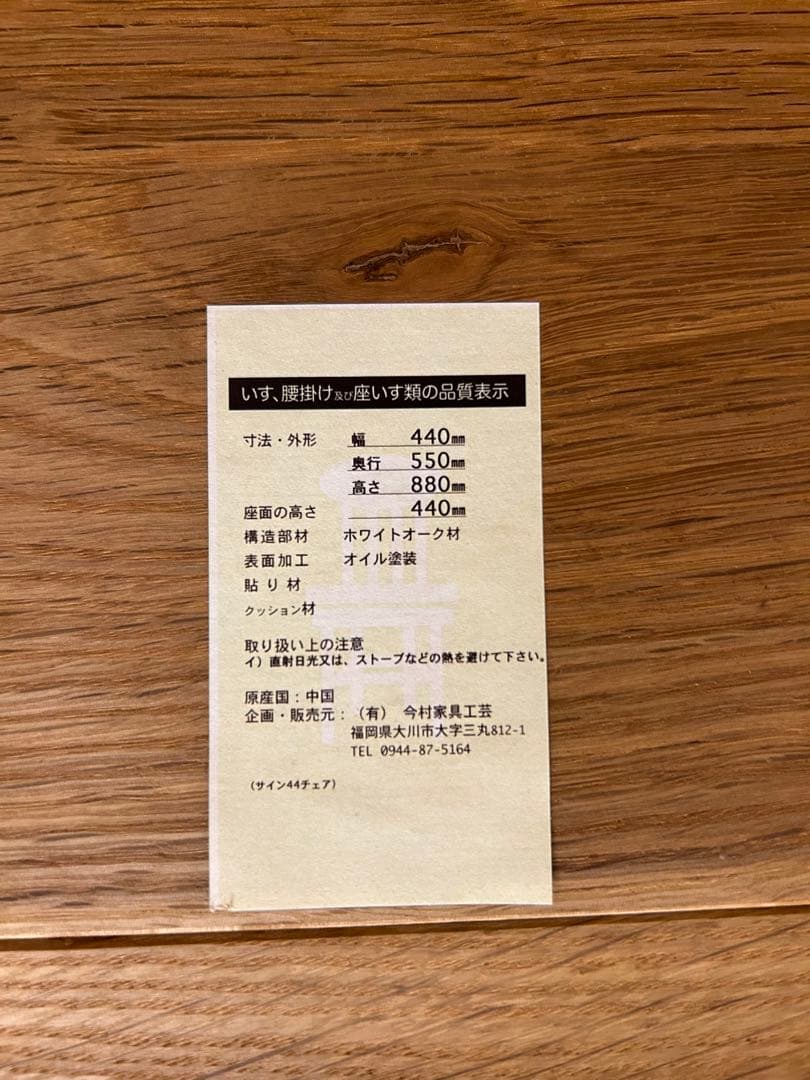 いす、腰掛け及び座いす類の品質表示
寸法・外形 幅 440㎜
奥行 550㎜
高さ 880㎜
座面の高さ 440㎜
構造部材 ホワイトオーク材
表面加工 オイル塗装
貼り材
クッション材
取り扱い上の注意
イ）直射日光又は、ストーブなどの熱を避けて下さい。
原産国：中国
企画・販売元：（有） 今村家具工芸
福岡県大川市大字三丸812-1
TEL 0944-87-5164
（サイン44チェア）